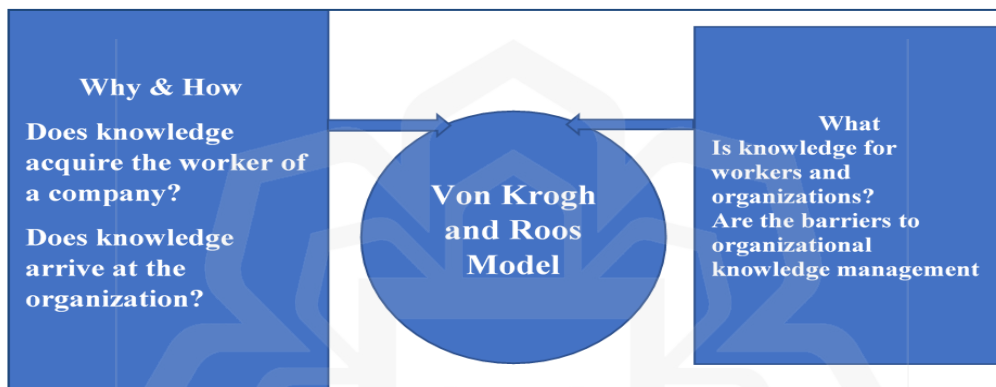 Why & How
Does knowledge
acquire the worker of
a company?
Does knowledge
arrive at the
organization?
Von Krogh
and Roos
Model
What
Is knowledge for
workers and
organizations?
Are the barriers to
organizational
knowledge management